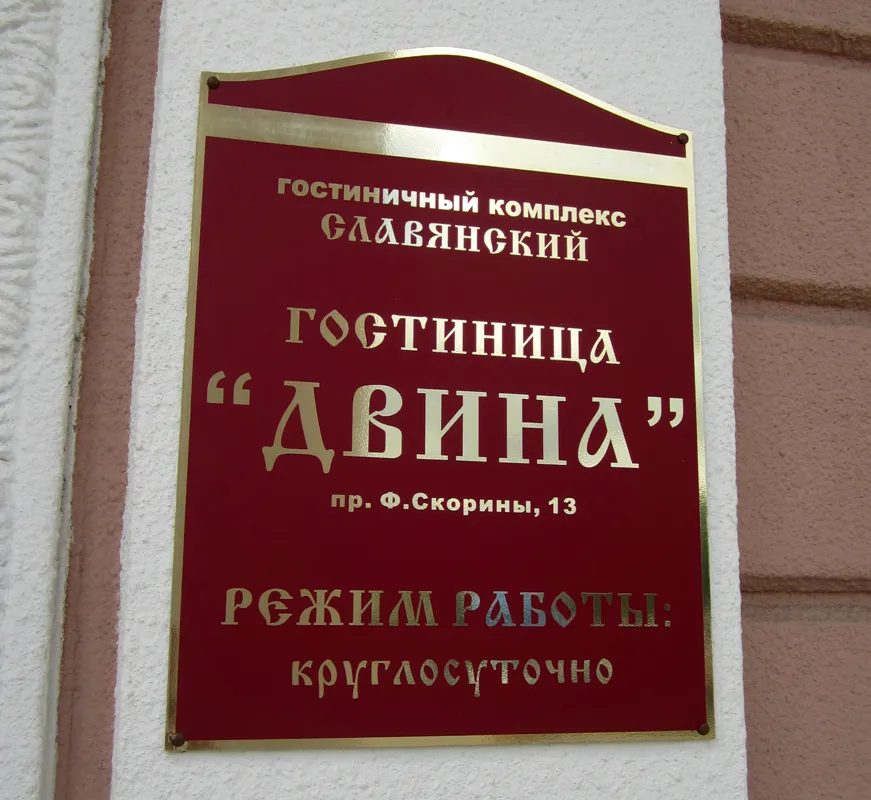 ГОСТИНИЧНЫЙ КОМПЛЕКС
СЛАВЯНСКИЙ
ГОСТИНИЦА
“ДВИНА”
пр. Ф.Скорины, 13
РЕЖИМ РАБОТЫ:
круглосуточно